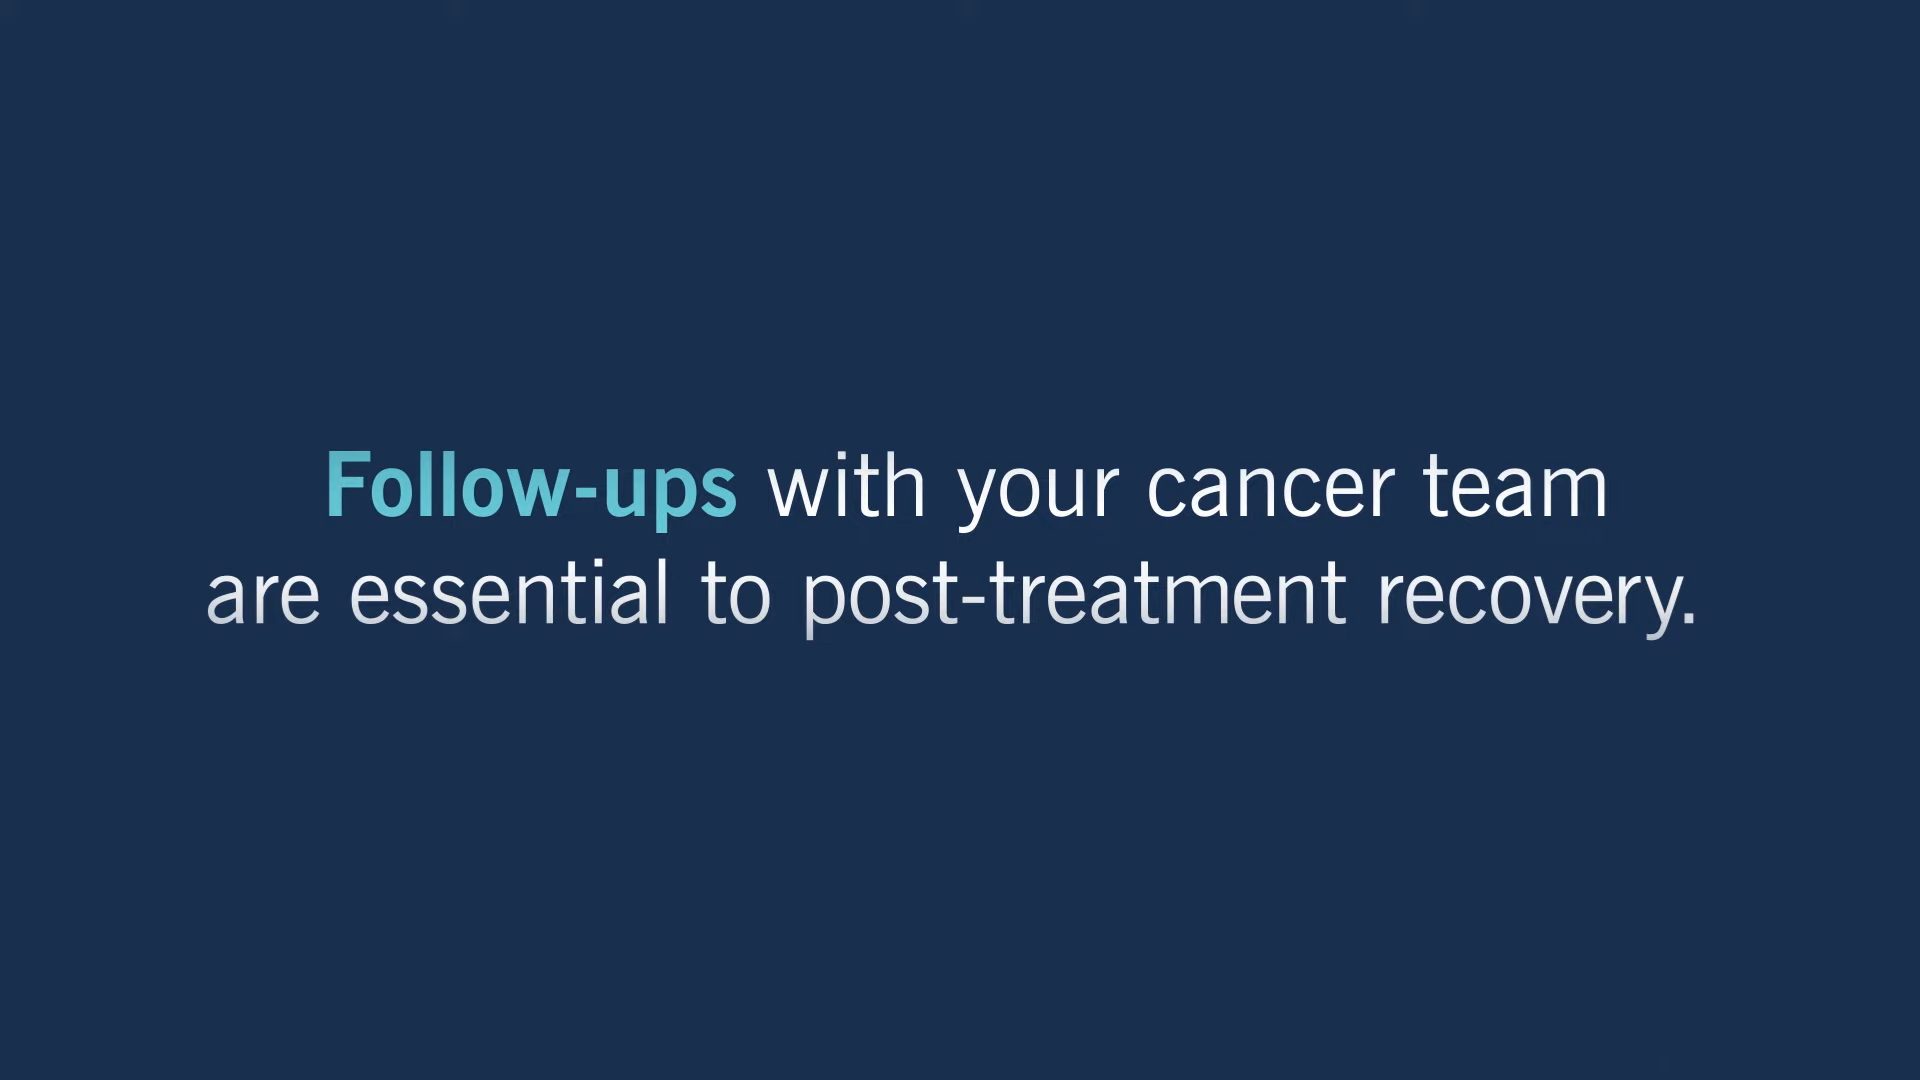 Follow-ups with your cancer team
are essential to post-treatment recovery.